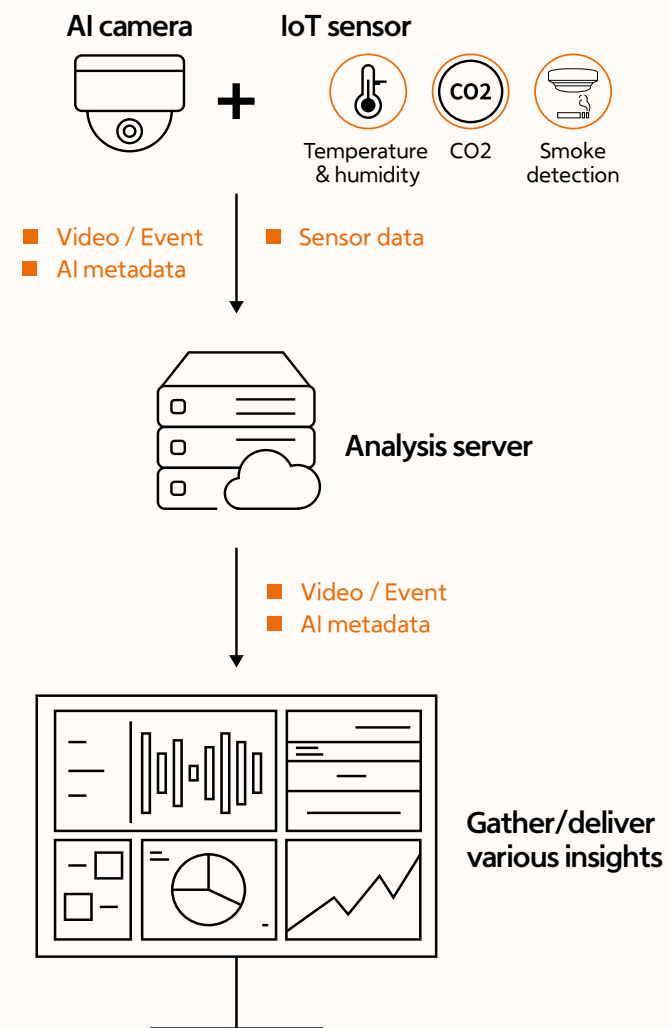 AI camera
IoT sensor
CO2
Temperature
& humidity
CO2
Smoke
detection
Video / Event
AI metadata
Sensor data
Analysis server
Video / Event
AI metadata
Gather/deliver
various insights